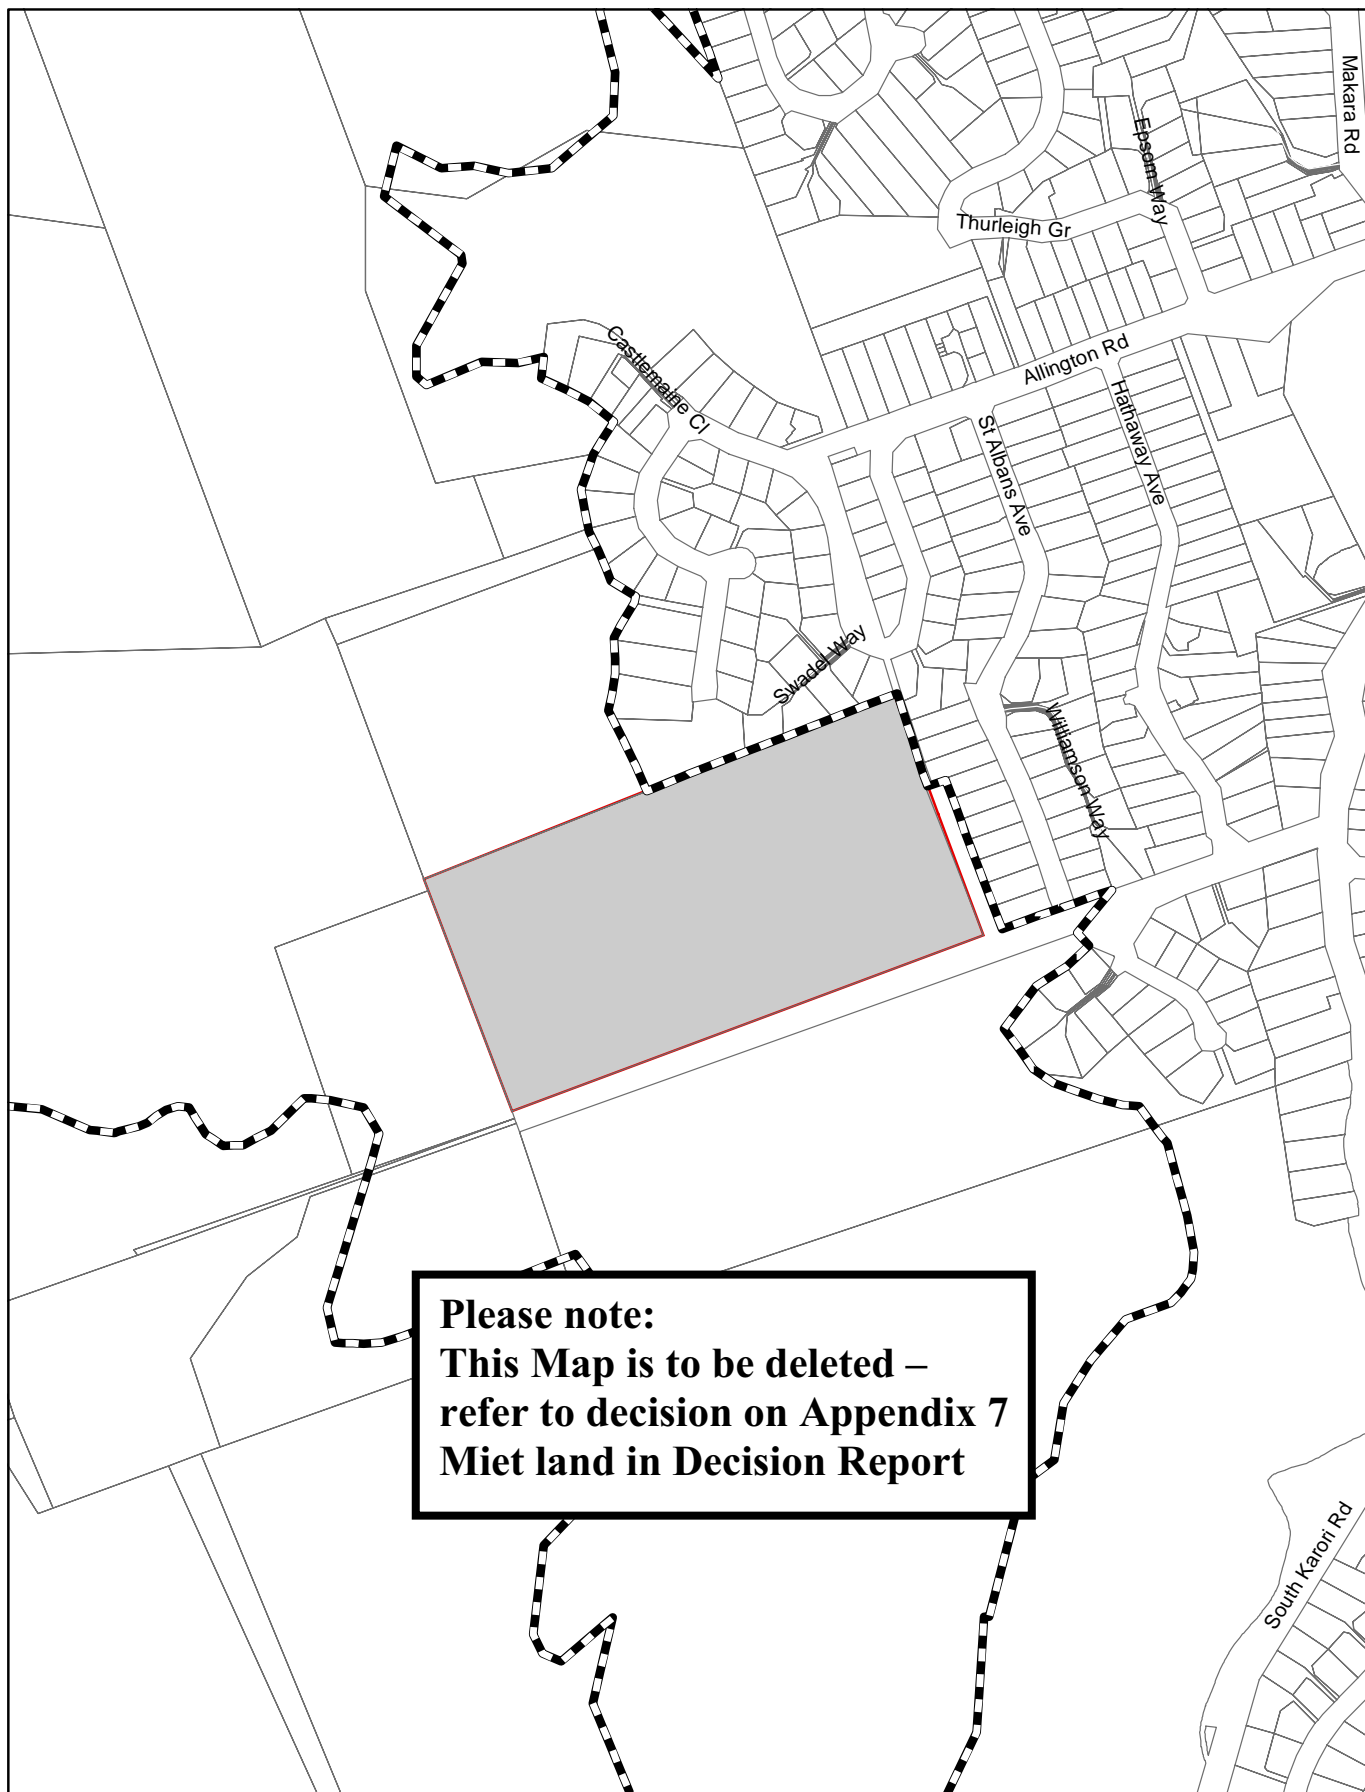 Makara Rd
Epsom Way
Thurleigh Gr
Castlemaine Cl
Allington Rd
Hathaway Ave
St Albans Ave
Swadel Way
Williamson Way
Please note:
This Map is to be deleted –
refer to decision on Appendix 7
Miet land in Decision Report
South Karori Rd